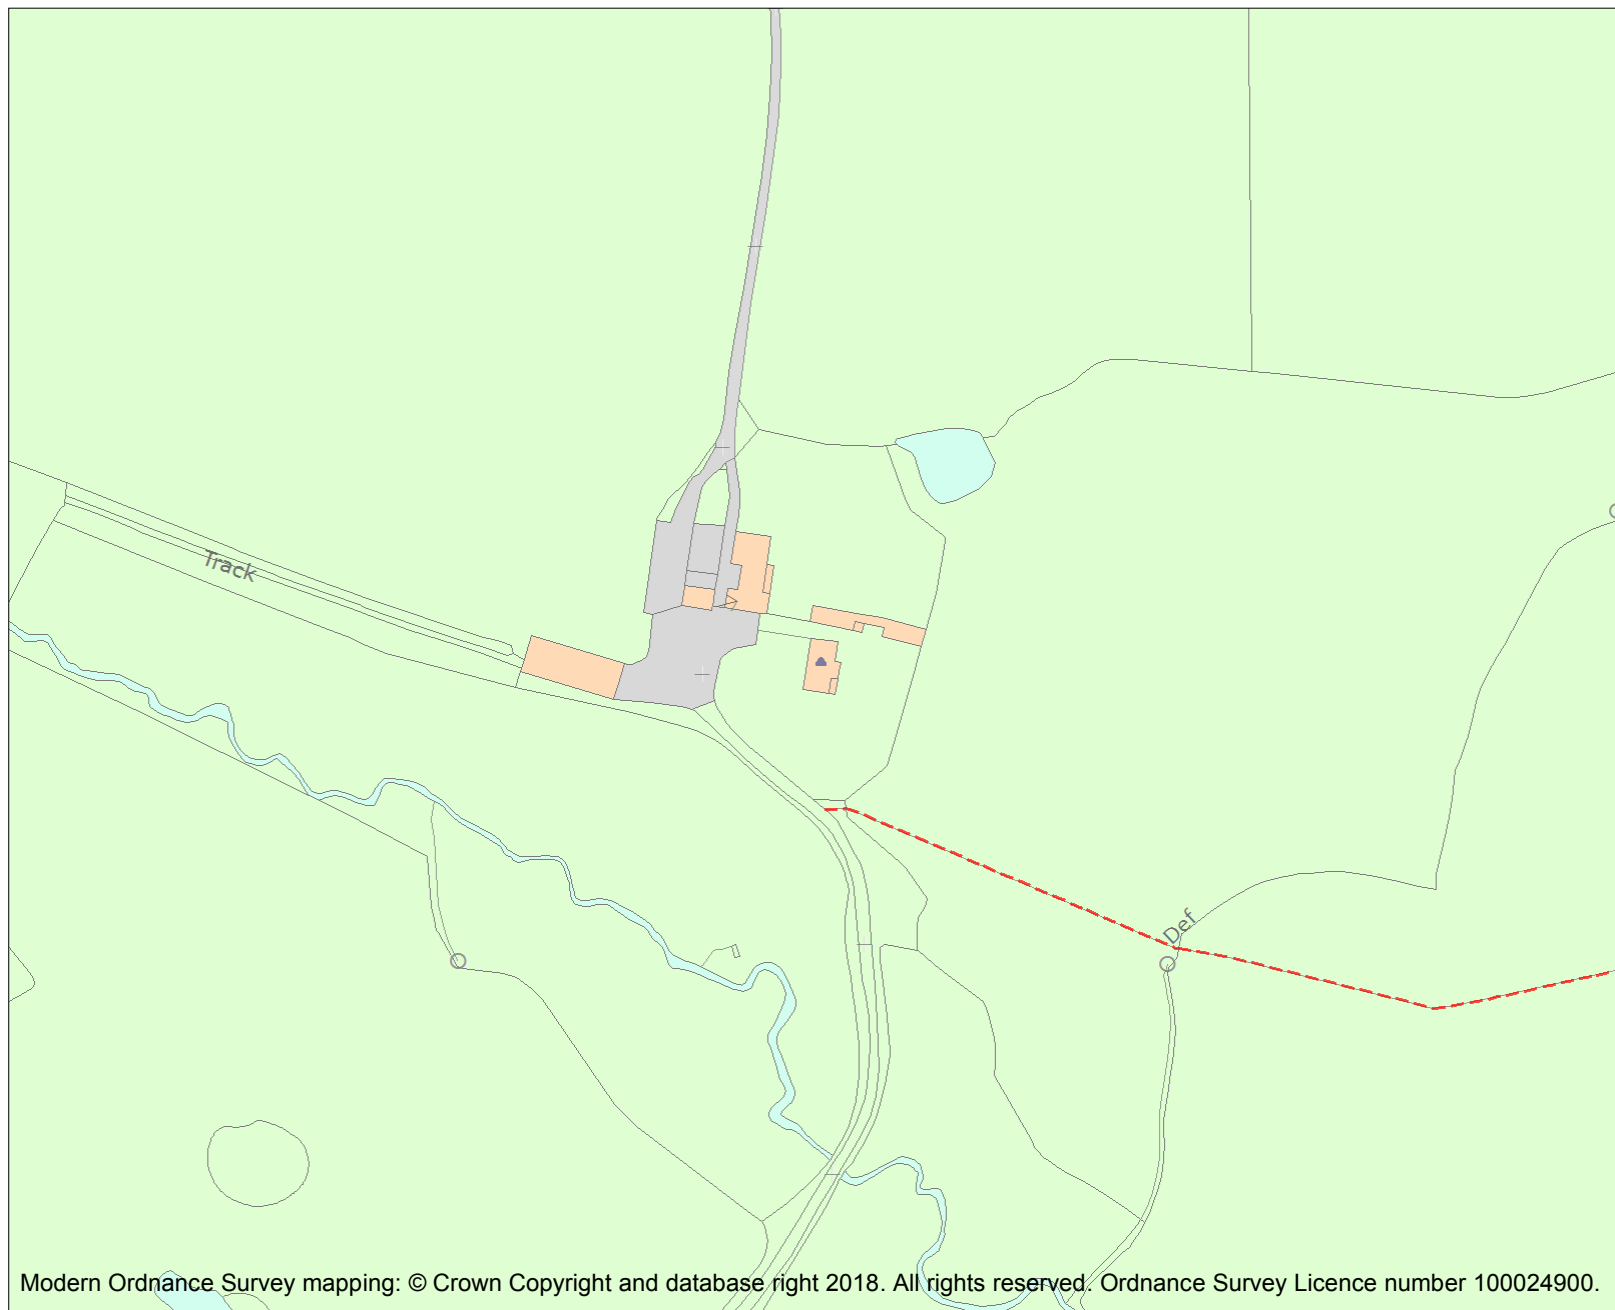 Track
Def
Modern Ordnance Survey mapping: © Crown Copyright and database right 2018. All rights reserved. Ordnance Survey Licence number 100024900.